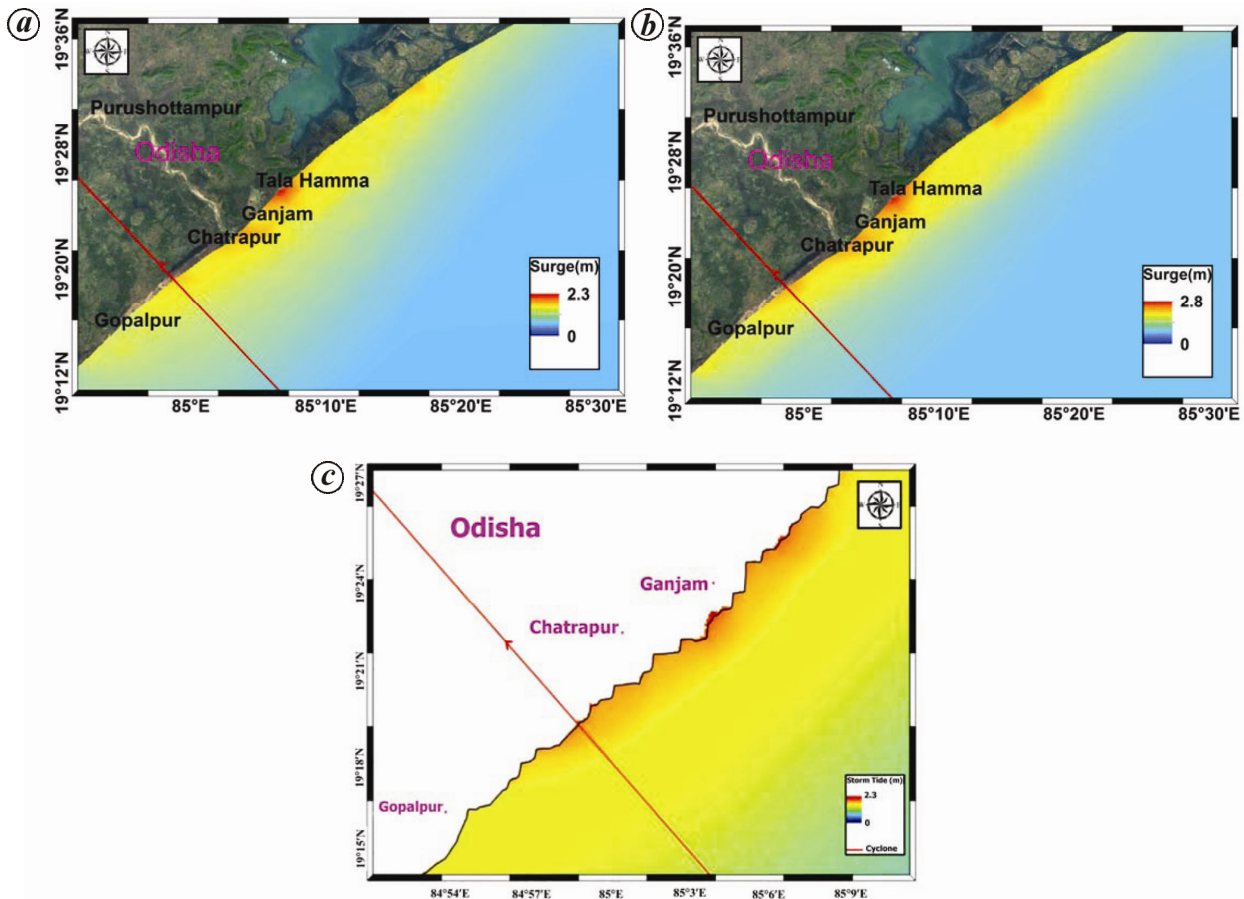 a
19°36'N
19°28'N
19°20'N
19°12'N
Purushottampur
Odisha
Tala Hamma
Ganjam
Chatrapur
Gopalpur
Surge(m)
2.3
0
85°E
85°10'E
85°20'E
85°30'E
b
19°36'N
19°28'N
19°20'N
19°12'N
Purushottampur
Odisha
Tala Hamma
Ganjam
Chatrapur
Gopalpur
Surge(m)
2.8
0
85°E
85°10'E
85°20'E
85°30'E
c
19°27'N
19°24'N
19°21'N
19°18'N
19°15'N
Odisha
Ganjam
Chatrapur
Gopalpur
Storm Tide (m)
2.3
0
Cyclone
84°54'E
84°57'E
85°E
85°3'E
85°6'E
85°9'E